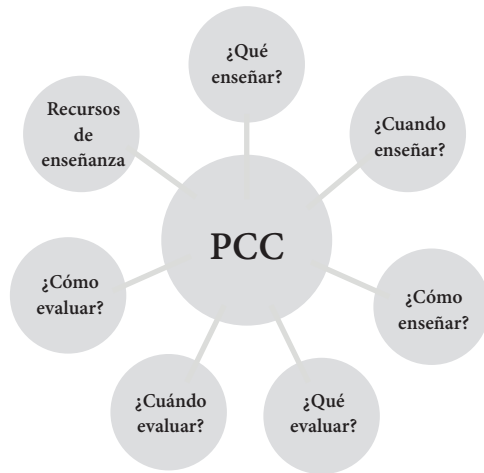 ¿Qué
enseñar?
¿Cuando
enseñar?
¿Cómo
enseñar?
¿Qué
evaluar?
¿Cuándo
evaluar?
¿Cómo
evaluar?
Recursos
de
enseñanza
PCC